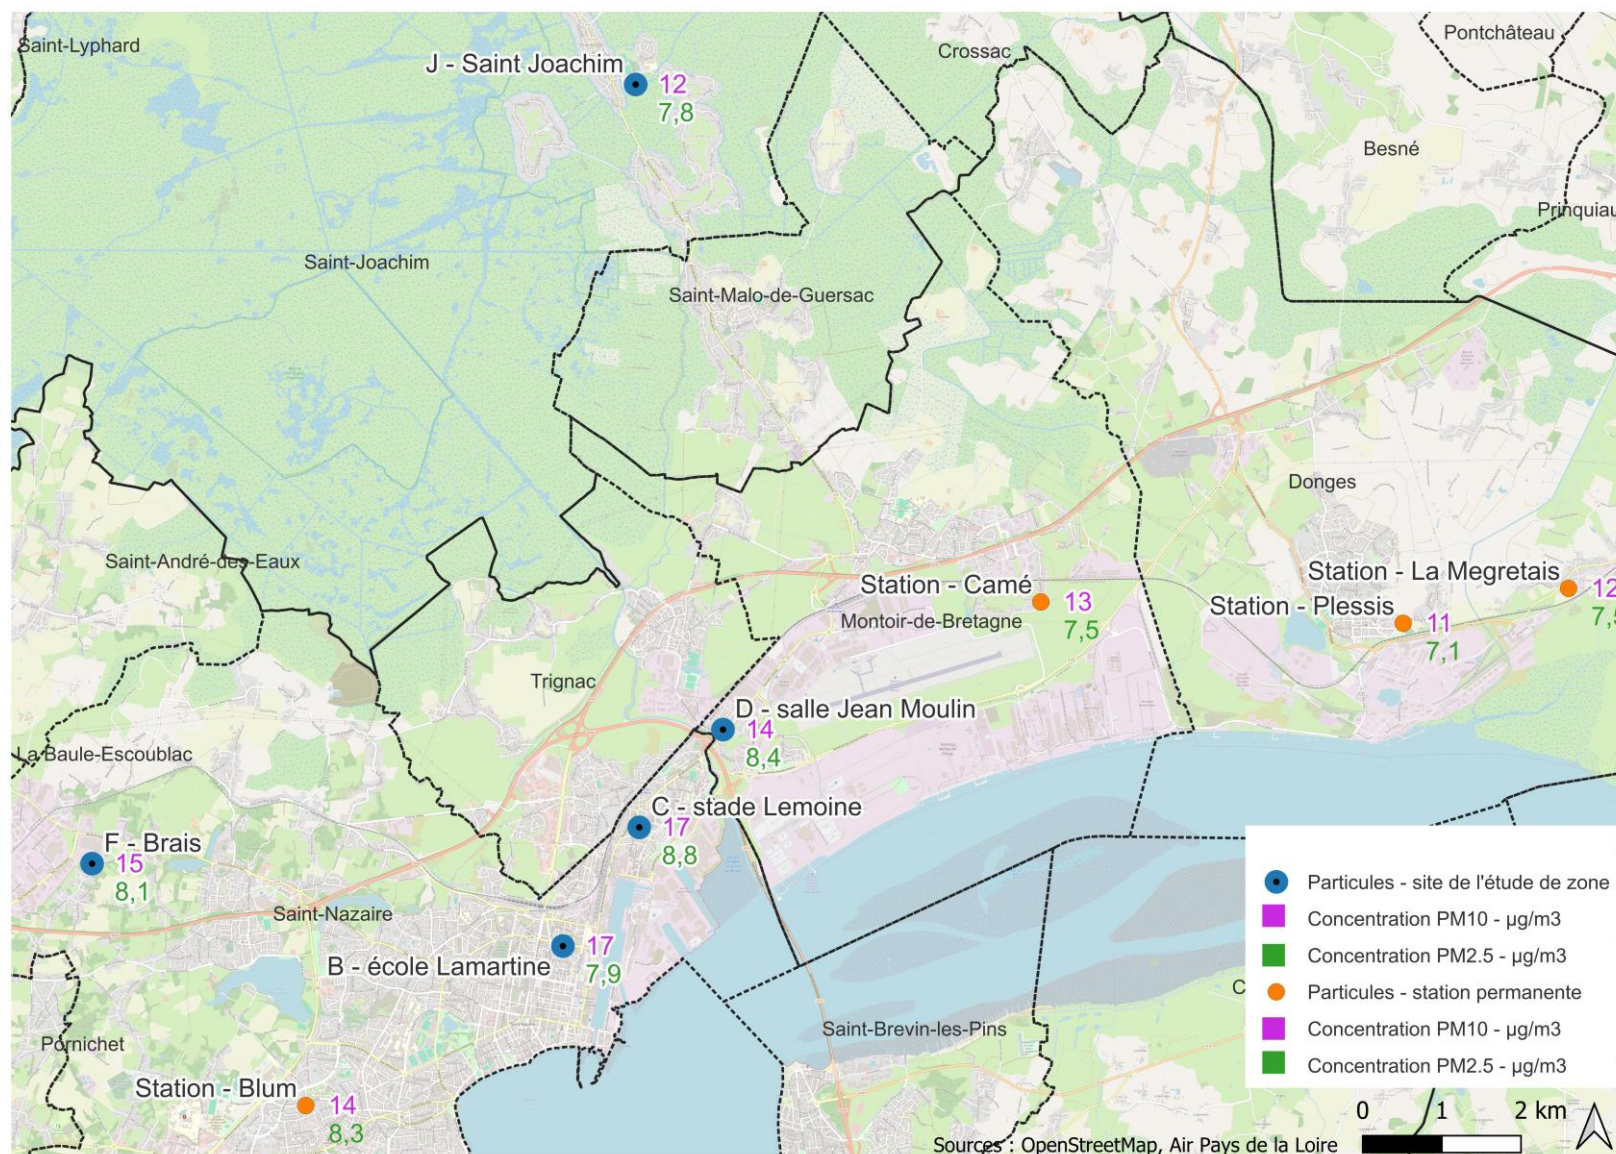 Saint-Lyphard
J - Saint Joachim
12
7,8
Crossac
Pontchâteau
Besné
Prinquiau
Saint-Joachim
Saint-Malo-de-Guersac
Donges
Saint-André-des-Eaux
Station - Camé
13
7,5
Montoir-de-Bretagne
Station - La Megretais
12
7,5
Station - Plessis
11
7,1
Trignac
D - salle Jean Moulin
14
8,4
La Baule-Escoublac
C - stade Lemoine
17
8,8
F - Brais
15
8,1
Saint-Nazaire
B - école Lamartine
17
7,9
Saint-Brevin-les-Pins
C
Pornichet
Station - Blum
14
8,3
Particules - site de l'étude de zone
Concentration PM10 - µg/m3
Concentration PM2.5 - µg/m3
Particules - station permanente
Concentration PM10 - µg/m3
Concentration PM2.5 - µg/m3
0 1 2 km
Sources : OpenStreetMap, Air Pays de la Loire